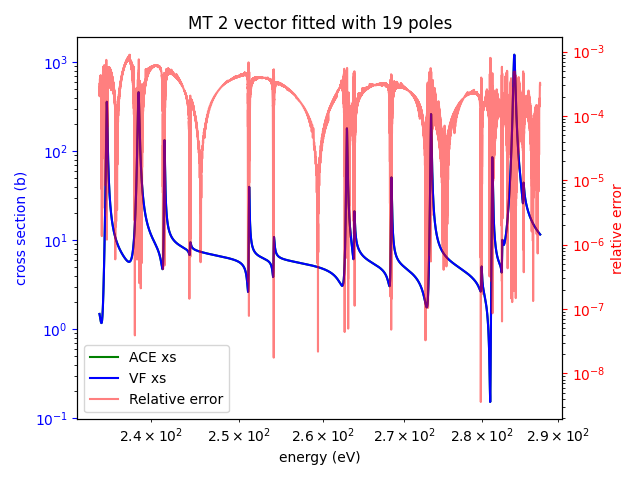 MT 2 vector fitted with 19 poles
10³
10²
10¹
10⁰
10⁻¹
cross section (b)
10⁻³
10⁻⁴
10⁻⁵
10⁻⁶
10⁻⁷
10⁻⁸
relative error
ACE xs
VF xs
Relative error
2.4 × 10² 2.5 × 10² 2.6 × 10² 2.7 × 10² 2.8 × 10² 2.9 × 10²
energy (eV)